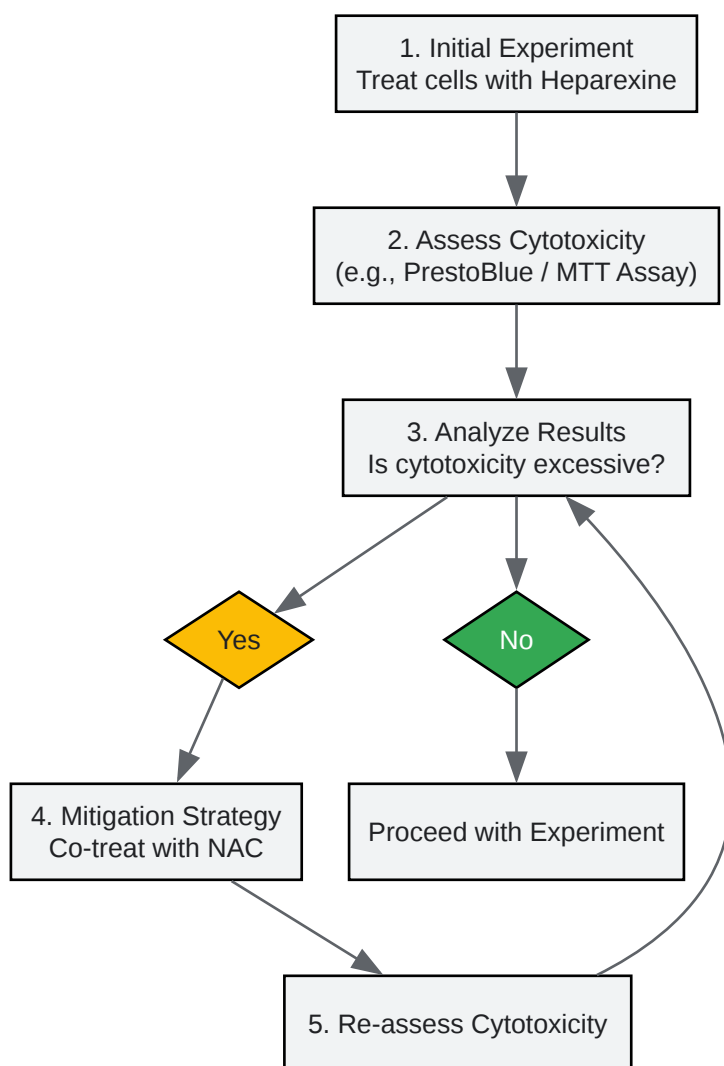 1. Initial Experiment
Treat cells with Heparexine
2. Assess Cytotoxicity
(e.g., PrestoBlue / MTT Assay)
3. Analyze Results
Is cytotoxicity excessive?
Yes
No
4. Mitigation Strategy
Co-treat with NAC
Proceed with Experiment
5. Re-assess Cytotoxicity